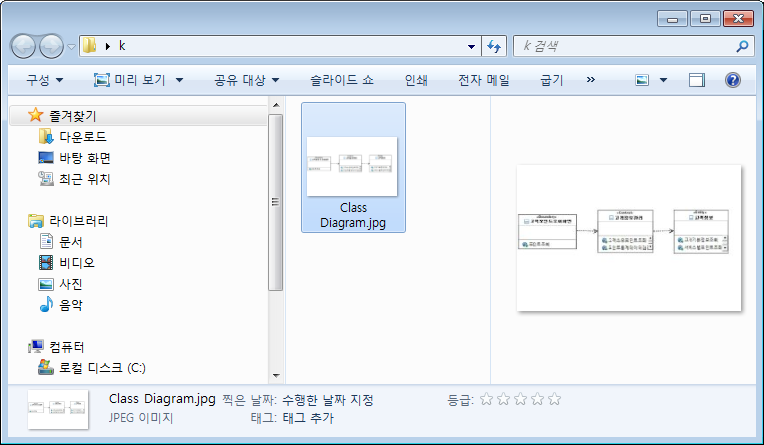 k
k 검색
구성 미리 보기 공유 대상 슬라이드 쇼 인쇄 전자 메일 굽기 »
즐겨찾기
다운로드
바탕 화면
최근 위치
라이브러리
문서
비디오
사진
음악
컴퓨터
로컬 디스크 (C:)
Class
Diagram.jpg
Class Diagram.jpg 찍은 날짜: 수행한 날짜 지정 등급:
JPEG 이미지 태그: 태그 추가